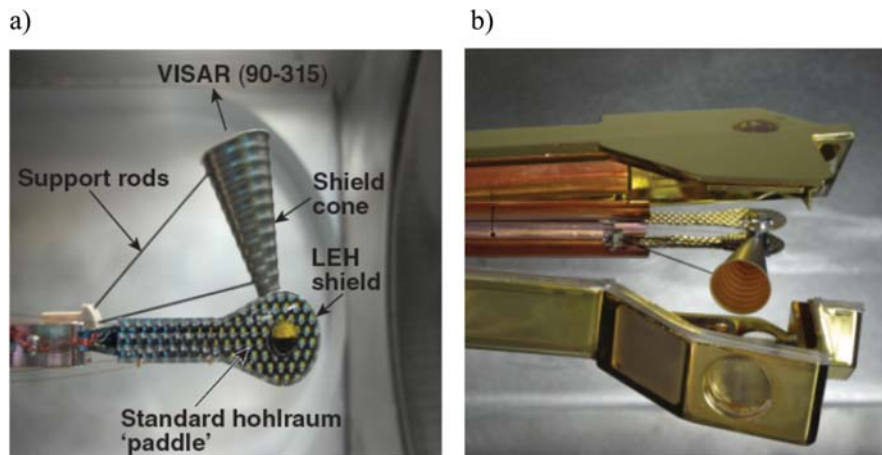 a)
b)
VISAR (90-315)
Support rods
Shield
cone
LEH
shield
Standard hohlraum
'paddle'